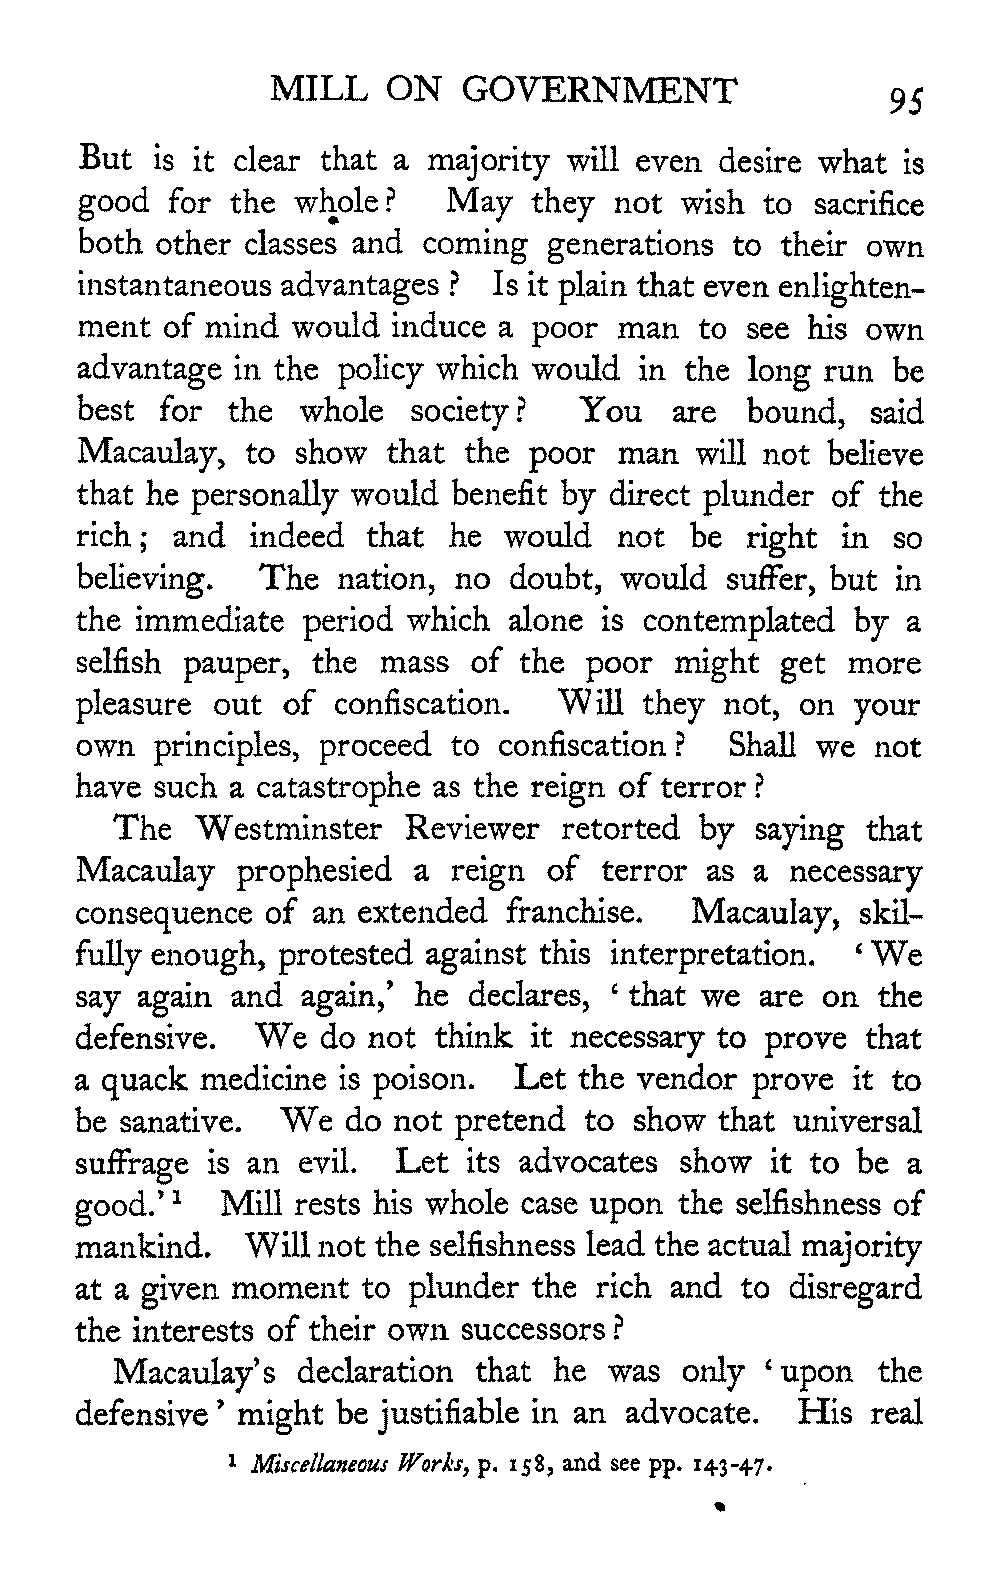 MILL ON GOVERNMENT 95
But is it clear that a majority will even desire what is
good for the whole? May they not wish to sacrifice
both other classes and coming generations to their own
instantaneous advantages? Is it plain that even enlighten-
ment of mind would induce a poor man to see his own
advantage in the policy which would in the long run be
best for the whole society? You are bound, said
Macaulay, to show that the poor man will not believe
that he personally would benefit by direct plunder of the
rich; and indeed that he would not be right in so
believing. The nation, no doubt, would suffer, but in
the immediate period which alone is contemplated by a
selfish pauper, the mass of the poor might get more
pleasure out of confiscation. Will they not, on your
own principles, proceed to confiscation? Shall we not
have such a catastrophe as the reign of terror?
The Westminster Reviewer retorted by saying that
Macaulay prophesied a reign of terror as a necessary
consequence of an extended franchise. Macaulay, skil-
fully enough, protested against this interpretation. ‘We
say again and again,’ he declares, ‘that we are on the
defensive. We do not think it necessary to prove that
a quack medicine is poison. Let the vendor prove it to
be sanative. We do not pretend to show that universal
suffrage is an evil. Let its advocates show it to be a
good.’¹ Mill rests his whole case upon the selfishness of
mankind. Will not the selfishness lead the actual majority
at a given moment to plunder the rich and to disregard
the interests of their own successors?
Macaulay’s declaration that he was only ‘upon the
defensive’ might be justifiable in an advocate. His real
¹ Miscellaneous Works, p. 158, and see pp. 143-47.